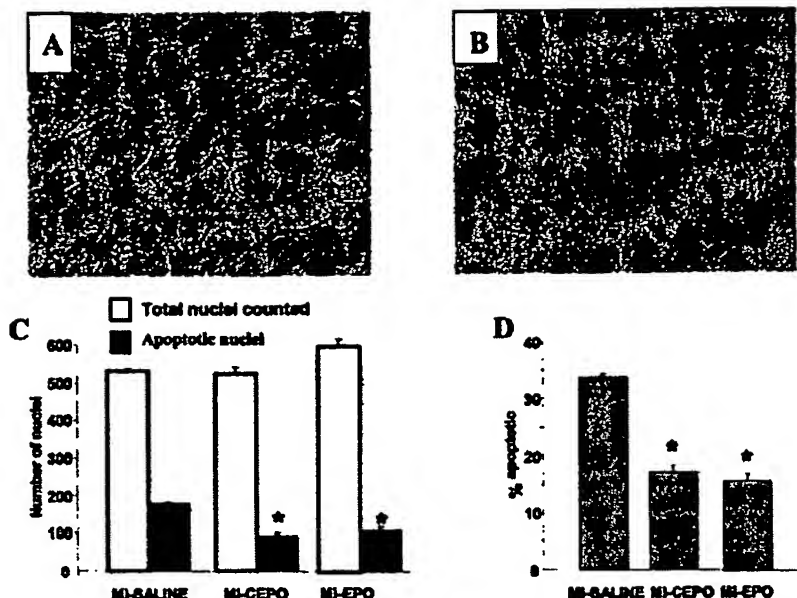 A
B
C
Total nuclei counted
Apoptotic nuclei
Number of nuclei
600
500
400
300
200
100
0
MI-SALINE MI-CEPO MI-EPO
D
% apoptotic
40
30
20
10
0
*
*
*
*
MI-SALINE MI-CEPO MI-EPO